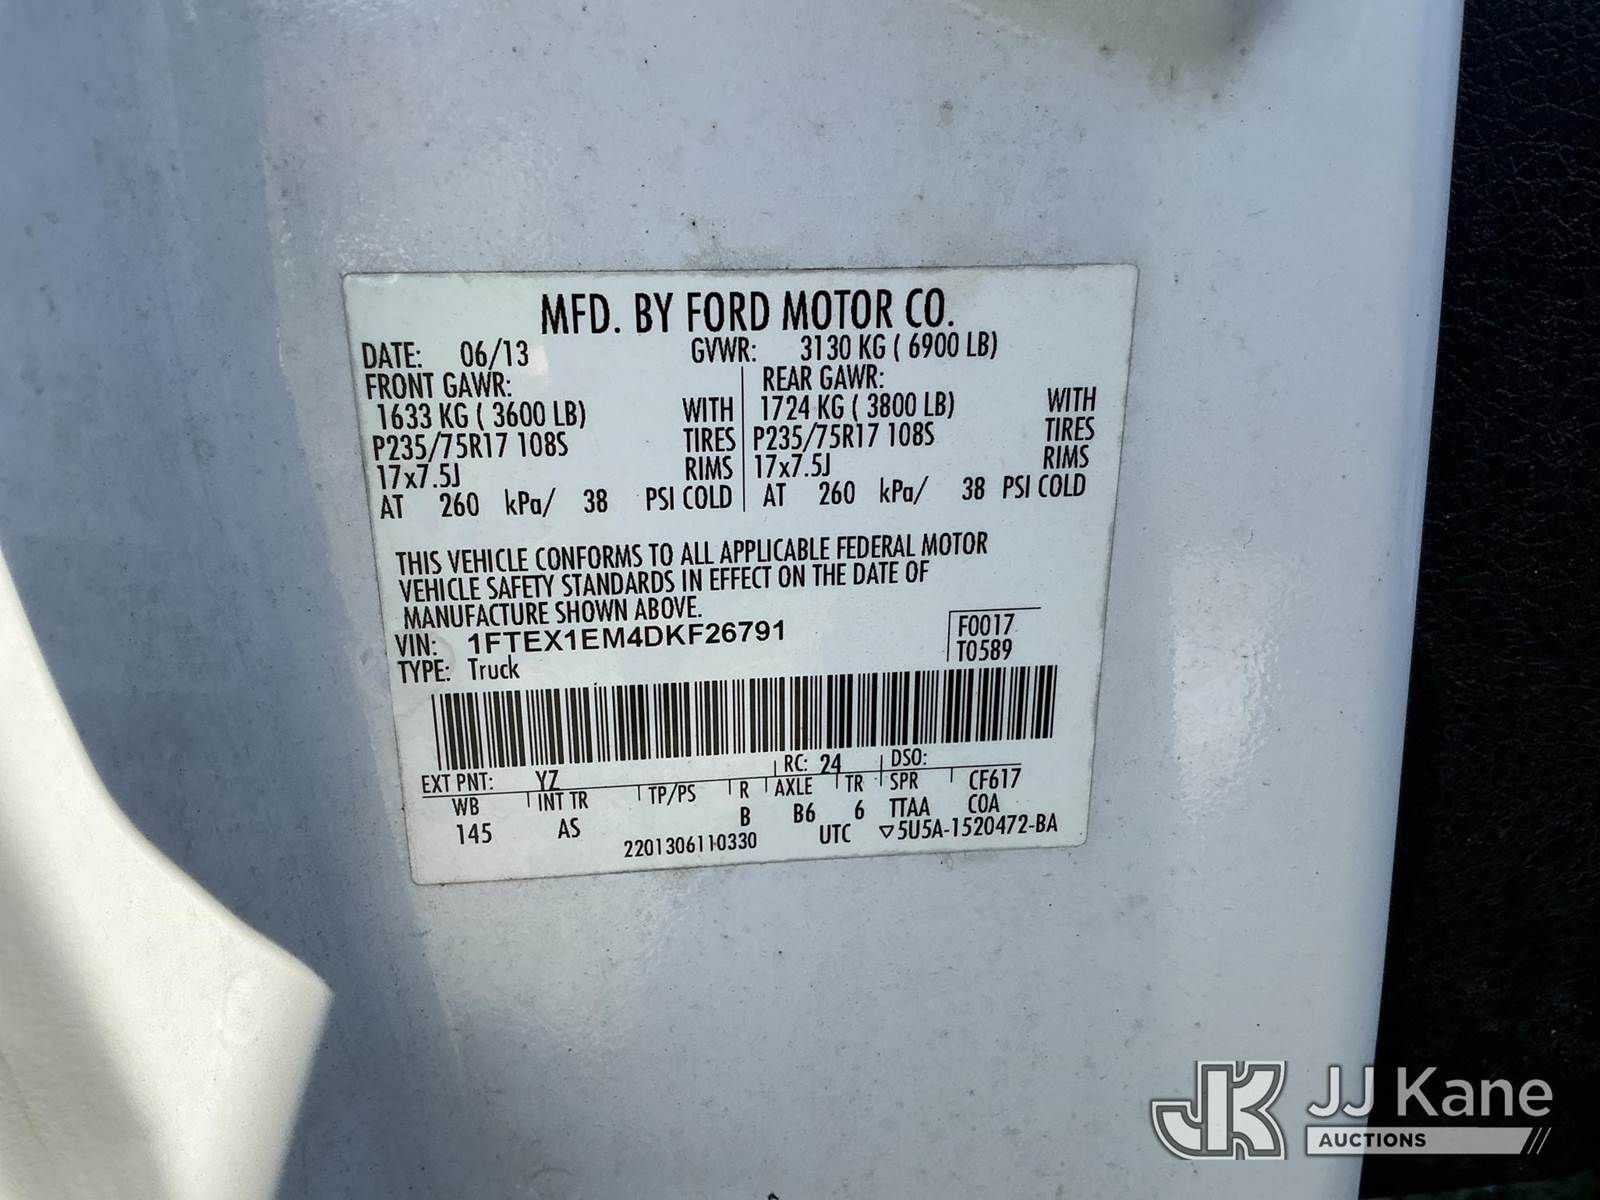 MFD. BY FORD MOTOR CO.
DATE: 06/13 GVWR: 3130 KG ( 6900 LB)
FRONT GAWR: REAR GAWR:
1633 KG ( 3600 LB) WITH 1724 KG ( 3800 LB) WITH
P235/75R17 108S TIRES P235/75R17 108S TIRES
17x7.5J RIMS 17x7.5J RIMS
AT 260 kPa/ 38 PSI COLD AT 260 kPa/ 38 PSI COLD
THIS VEHICLE CONFORMS TO ALL APPLICABLE FEDERAL MOTOR
VEHICLE SAFETY STANDARDS IN EFFECT ON THE DATE OF
MANUFACTURE SHOWN ABOVE.
VIN: 1FTEX1EM4DKF26791 F0017
TYPE: Truck T0589
EXT PNT: YZ RC: 24 DSO:
WB INT TR TP/PS R AXLE TR SPR CF617
145 AS B B6 6 TTAA COA
2201306110330 UTC ▽5U5A-1520472-BA
JK JJ Kane
AUCTIONS